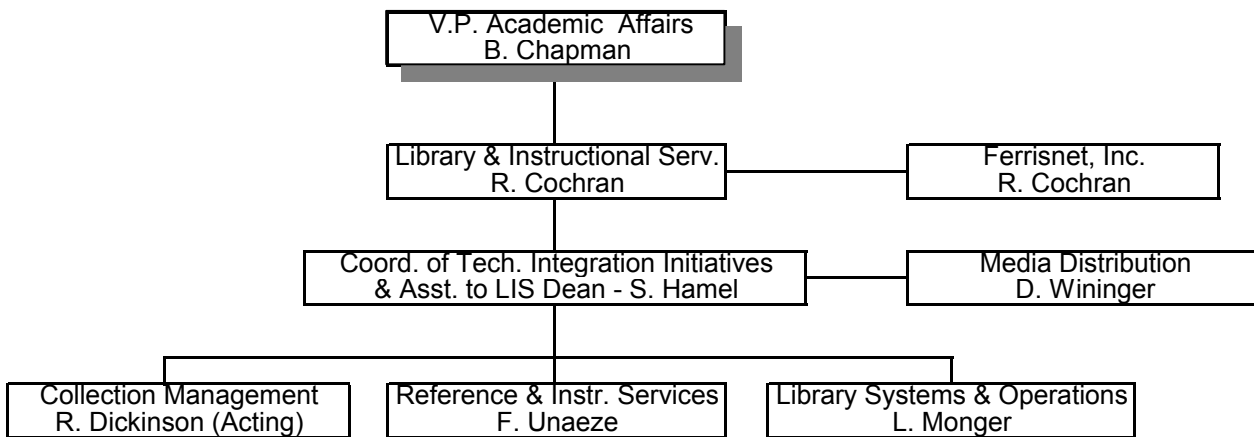 V.P. Academic Affairs
B. Chapman
Library & Instructional Serv.
R. Cochran
Ferrisnet, Inc.
R. Cochran
Coord. of Tech. Integration Initiatives
& Asst. to LIS Dean - S. Hamel
Media Distribution
D. Wininger
Collection Management
R. Dickinson (Acting)
Reference & Instr. Services
F. Unaeze
Library Systems & Operations
L. Monger